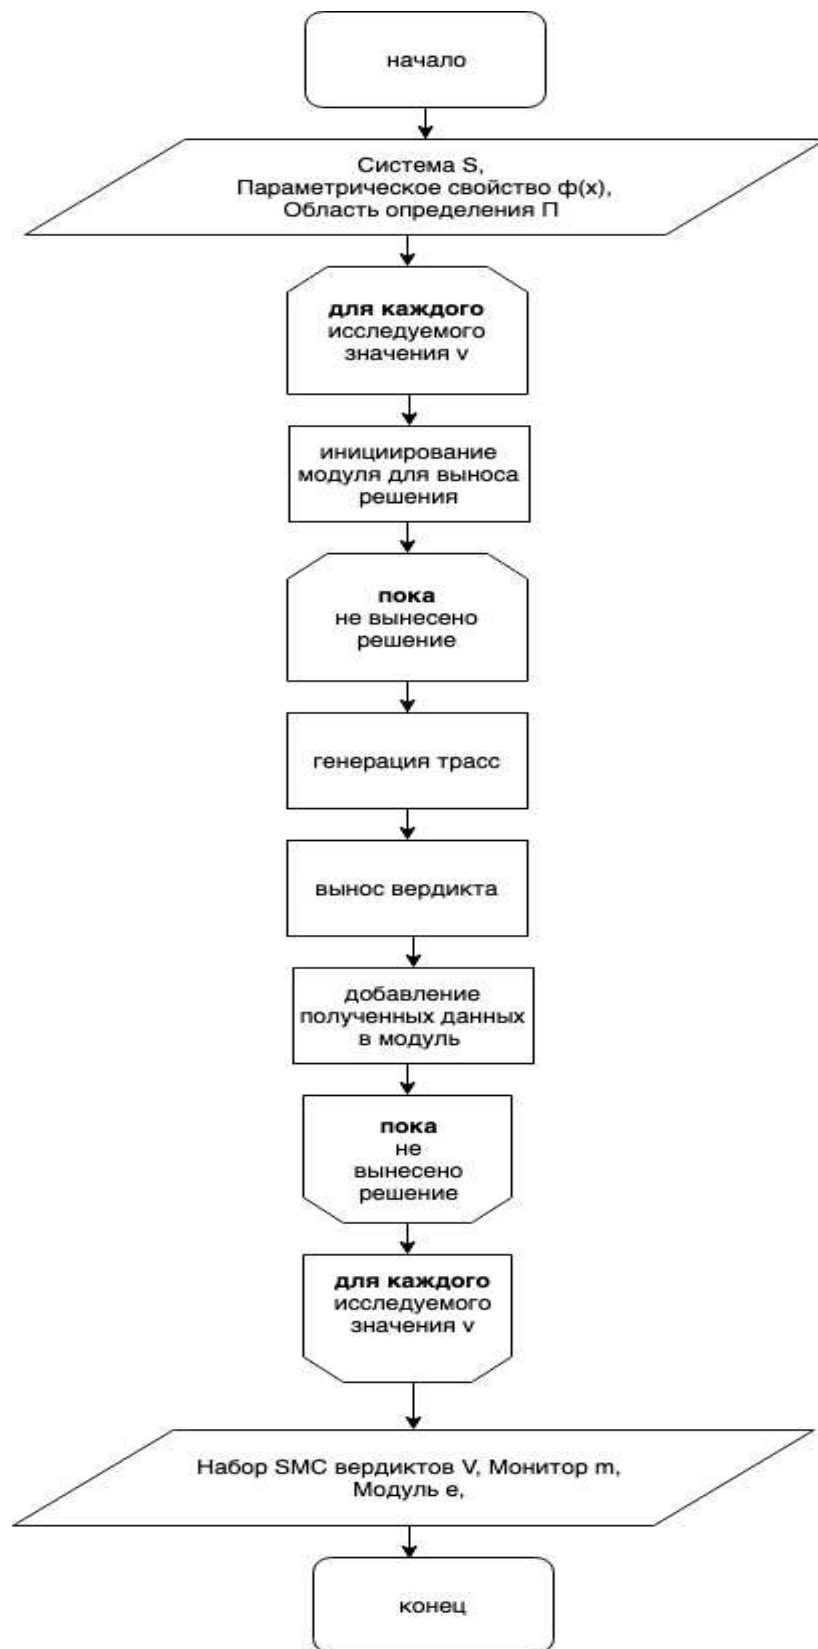 начало
Система S,
Параметрическое свойство ф(x),
Область определения П
для каждого
исследуемого
значения v
инициирование
модуля для выноса
решения
пока
не вынесено
решение
генерация трасс
вынос вердикта
добавление
полученных данных
в модуль
пока
не
вынесено
решение
для каждого
исследуемого
значения v
Набор SMC вердиктов V, Монитор m,
Модуль e,
конец